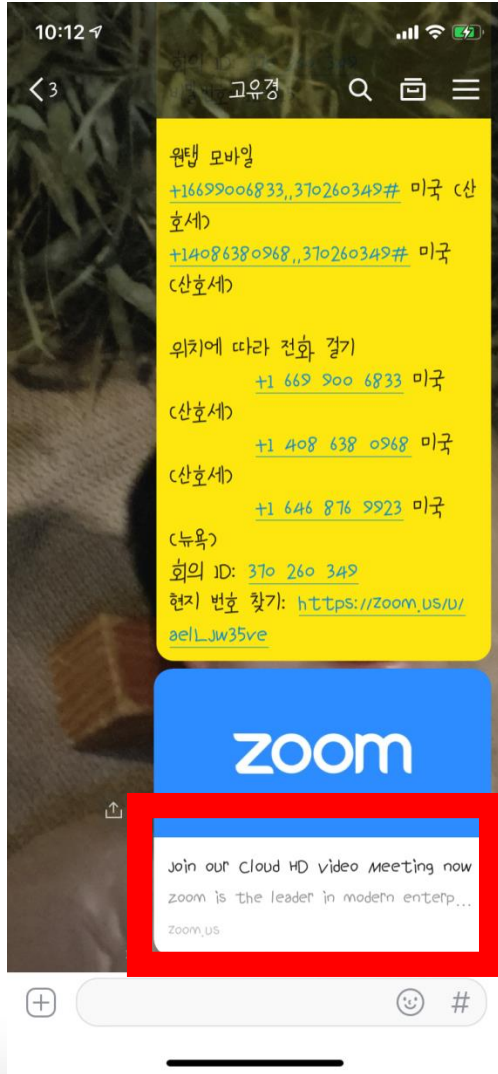 10:12
3
고유경
원탭 모바일
+16699006833,,370260349# 미국 (산
호세)
+14086380968,,370260349# 미국
(산호세)
위치에 따라 전화 걸기
+1 669 900 6833 미국
(산호세)
+1 408 638 0968 미국
(산호세)
+1 646 876 9923 미국
(뉴욕)
회의 ID: 370 260 349
현지 번호 찾기: https://zoom.us/u/
aelLJw35ve
zoom
Join our Cloud HD Video Meeting now
zoom is the leader in modern enterp...
zoom.us
#